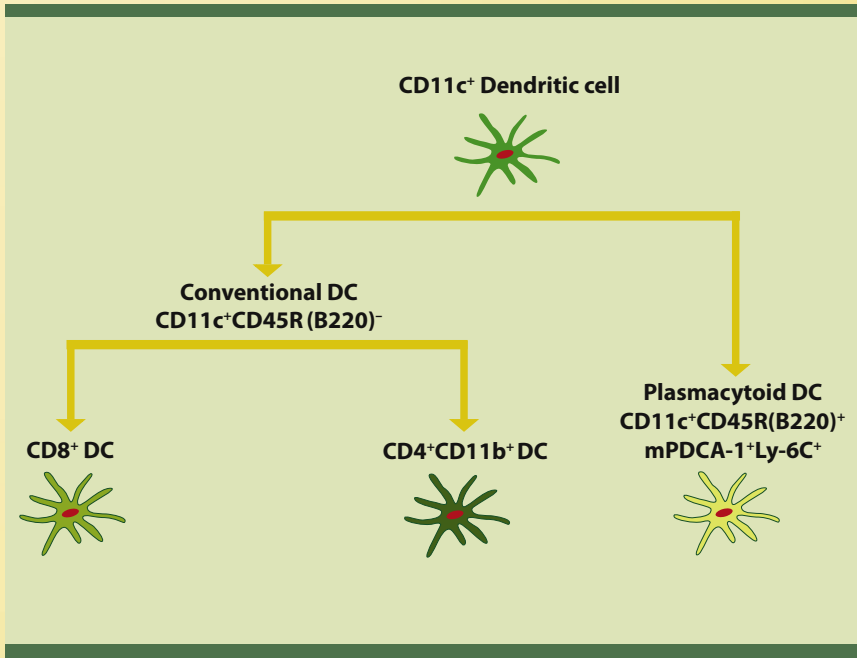 CD11c⁺ Dendritic cell
Conventional DC
CD11c⁺CD45R (B220)⁻
Plasmacytoid DC
CD11c⁺CD45R(B220)⁺
mPDCA-1⁺Ly-6C⁺
CD8⁺ DC
CD4⁺CD11b⁺ DC